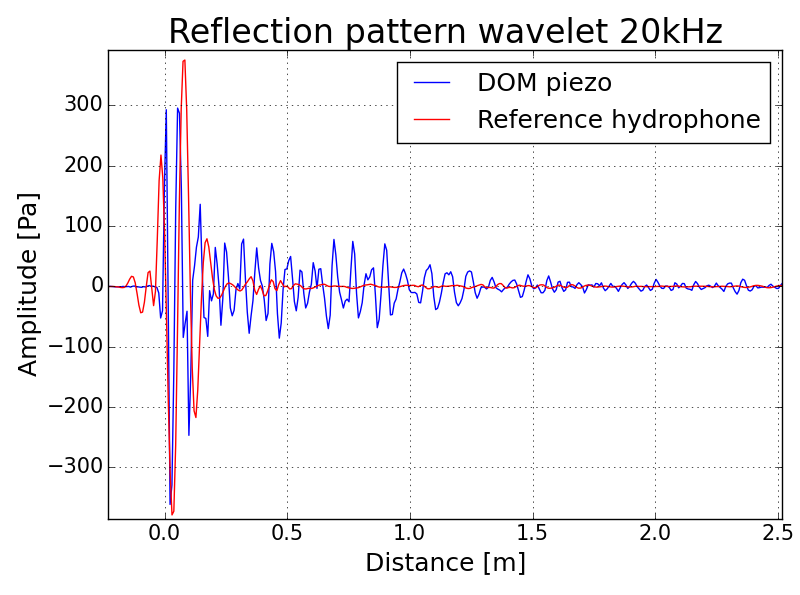 Reflection pattern wavelet 20kHz
DOM piezo
Reference hydrophone
Amplitude [Pa]
300
200
100
0
−100
−200
−300
0.0 0.5 1.0 1.5 2.0 2.5
Distance [m]